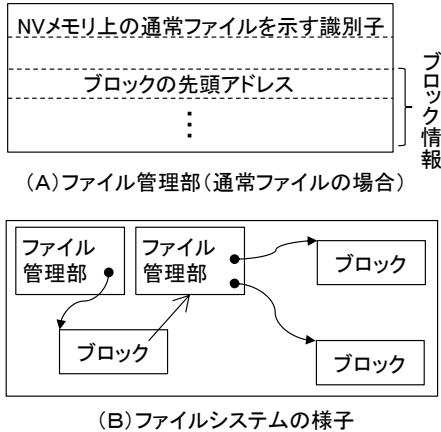 NVメモリ上の通常ファイルを示す識別子
ブロックの先頭アドレス
⋮
ブロック情報
(A)ファイル管理部(通常ファイルの場合)
ファイル
管理部
ファイル
管理部
ブロック
ブロック
ブロック
(B)ファイルシステムの様子